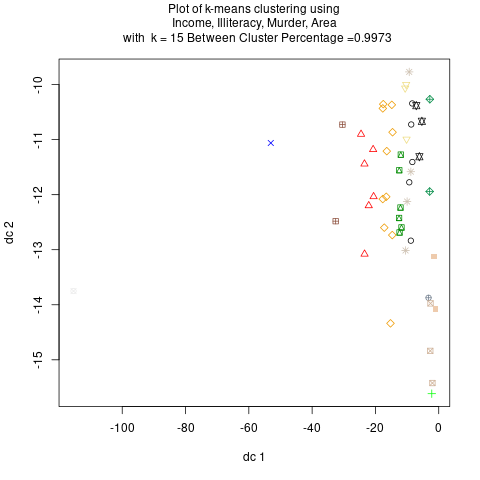 Plot of k-means clustering using
Income, Illiteracy, Murder, Area
with k = 15 Between Cluster Percentage =0.9973
-10
-11
-12
-13
-14
-15
dc 2
-100 -80 -60 -40 -20 0
dc 1